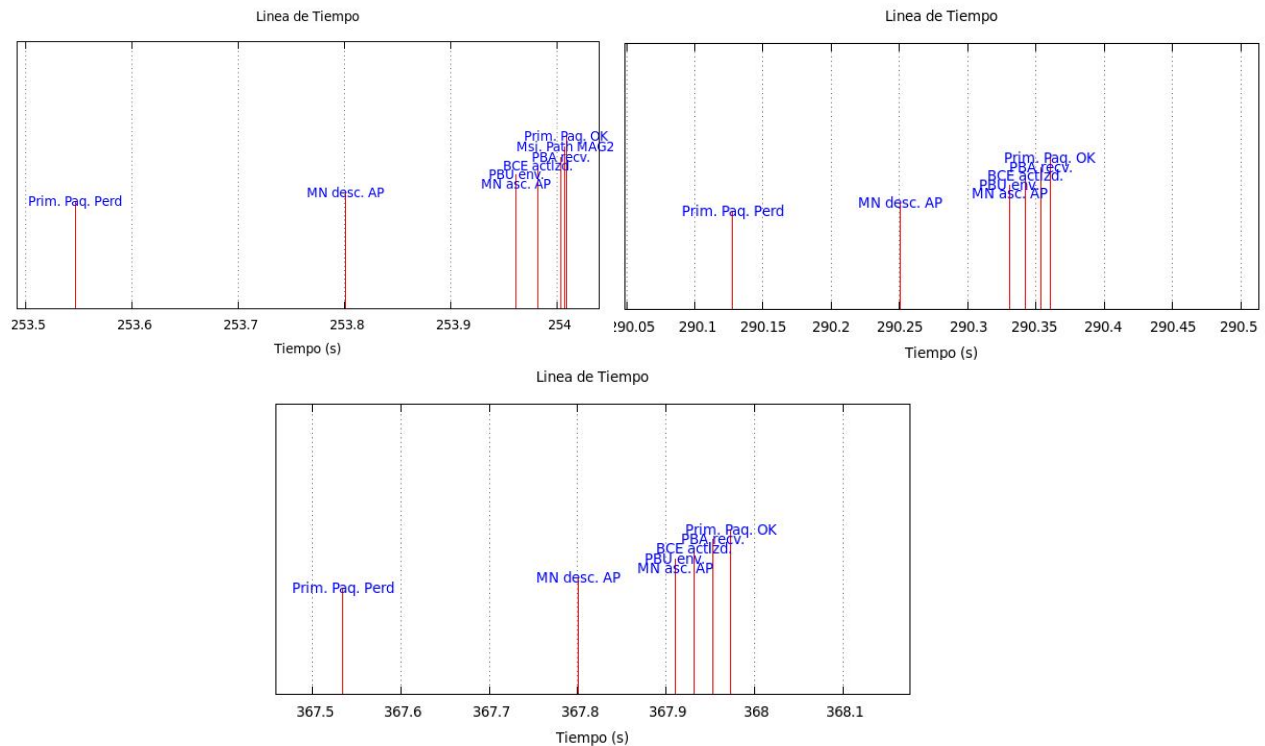 Linea de Tiempo
Prim. Paq. OK
Msj. Path MAG2
PBA recv.
BCE actlzd.
PBU env.
MN asc. AP
MN desc. AP
Prim. Paq. Perd
253.5 253.6 253.7 253.8 253.9 254
Tiempo (s)
Linea de Tiempo
Prim. Paq. OK
PBA recv.
BCE actlzd.
PBU env.
MN asc. AP
MN desc. AP
Prim. Paq. Perd
290.05 290.1 290.15 290.2 290.25 290.3 290.35 290.4 290.45 290.5
Tiempo (s)
Linea de Tiempo
Prim. Paq. OK
PBA recv.
BCE actlzd.
PBU env.
MN asc. AP
MN desc. AP
Prim. Paq. Perd
367.5 367.6 367.7 367.8 367.9 368 368.1
Tiempo (s)